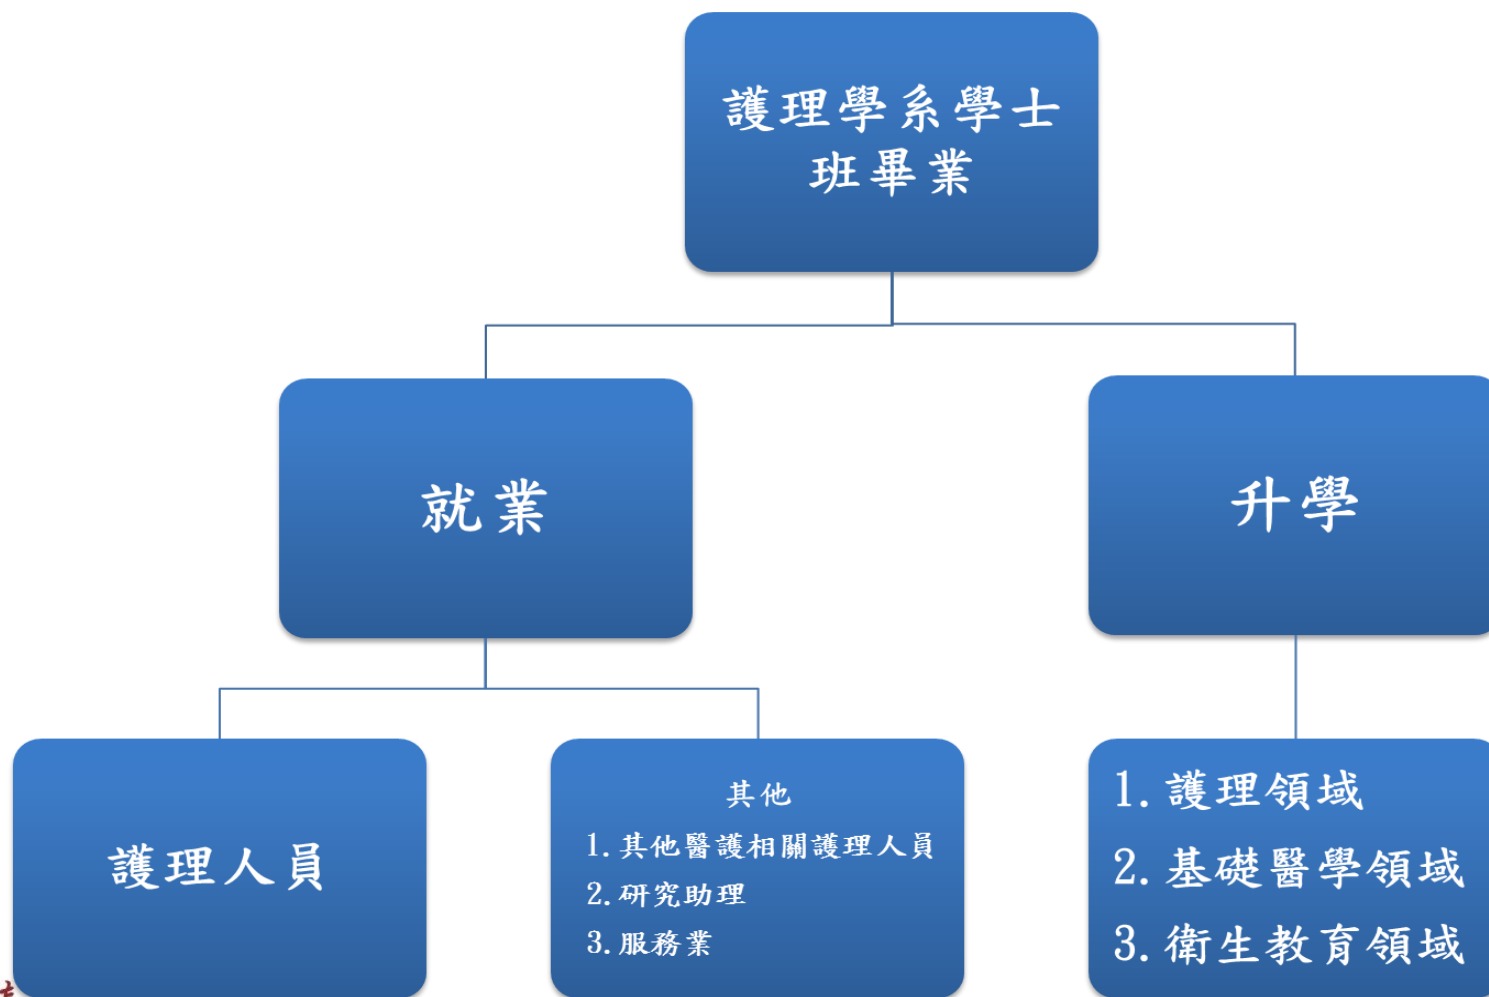 護理學系學士
班畢業
就業
升學
護理人員
其他
1.其他醫護相關護理人員
2.研究助理
3.服務業
1.護理領域
2.基礎醫學領域
3.衛生教育領域